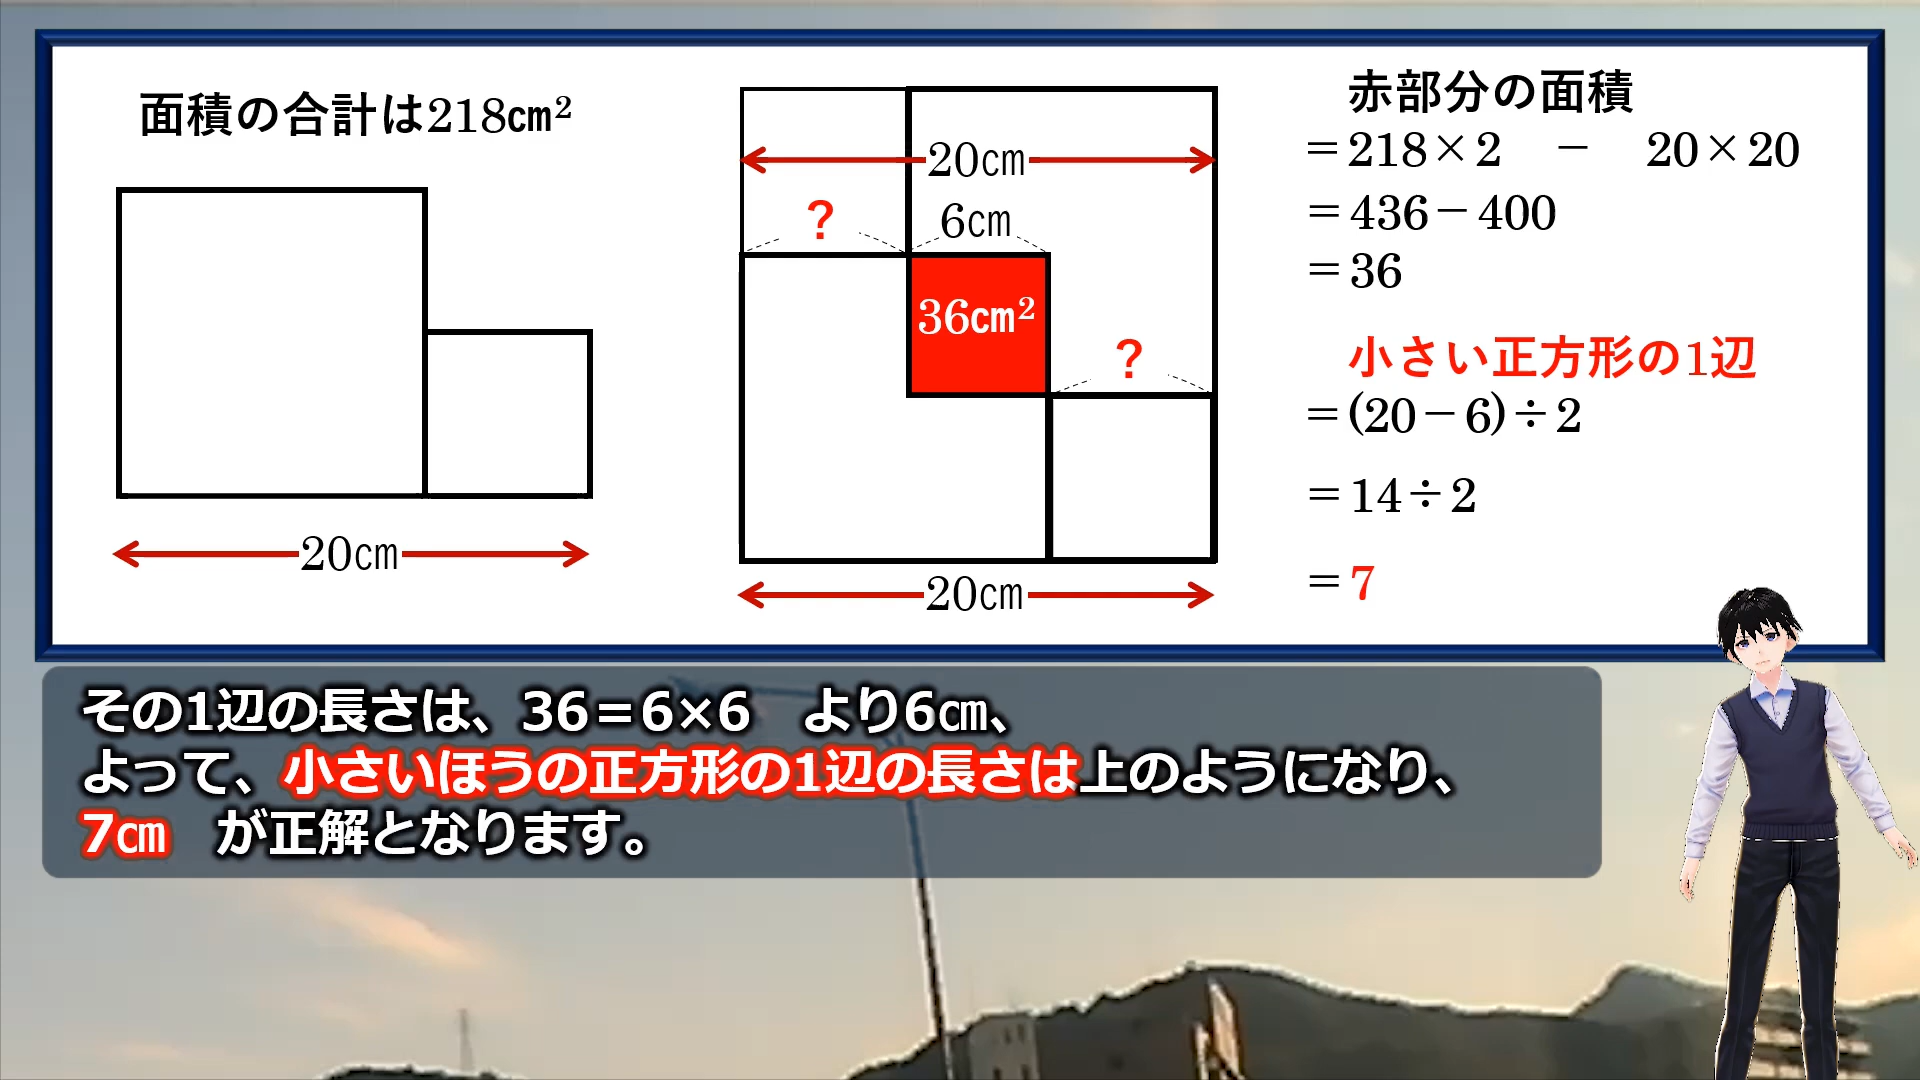 面積の合計は218㎝²
20㎝
20㎝
?
6㎝
36㎝²
?
20㎝
赤部分の面積
=218×2 − 20×20
=436−400
=36
小さい正方形の1辺
=(20−6)÷2
=14÷2
=7
その1辺の長さは、36=6×6 より6㎝、
よって、小さいほうの正方形の1辺の長さは上のようになり、
7㎝ が正解となります。